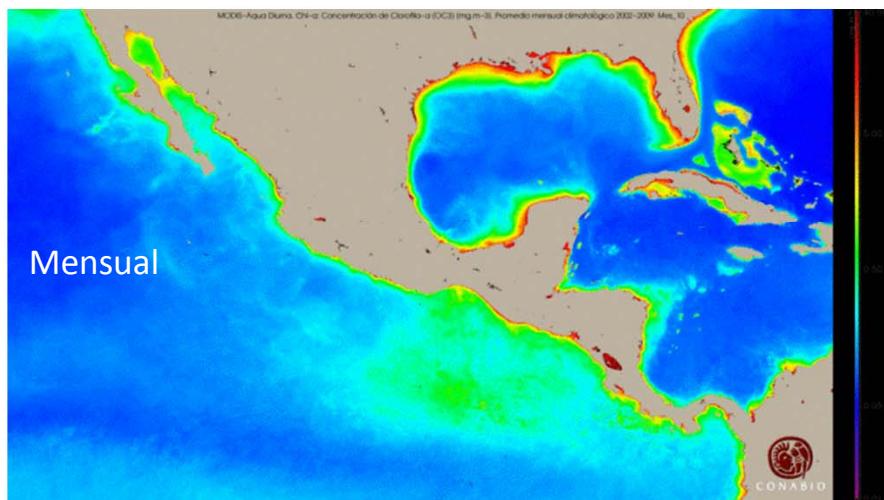 MODIS-Aqua Diurna. Chl-a: Concentración de Clorofila-a (OC3) (mg m-3). Promedio mensual climatológico 2002-2009. Mes_10
Mensual
CONABIO